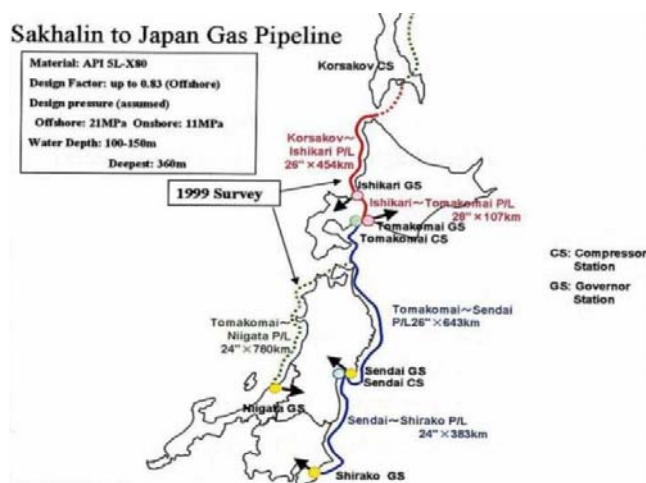 Sakhalin to Japan Gas Pipeline
Material: API 5L-X80
Design Factor: up to 0.83 (Offshore)
Design pressure (assumed)
Offshore: 21MPa Onshore: 11MPa
Water Depth: 100-150m
Deepest: 360m
Korsakov CS
Korsakov～
Ishikari P/L
26"×454km
1999 Survey
Ishikari GS
Ishikari～Tomakomai P/L
28"×107km
Tomakomai GS
Tomakomai CS
CS: Compressor
Station
GS: Governor
Station
Tomakomai～
Niigata P/L
24"×780km
Tomakomai～Sendai
P/L26"×643km
Sendai GS
Sendai CS
Niigata GS
Sendai～Shirako P/L
24"×383km
Shirako GS